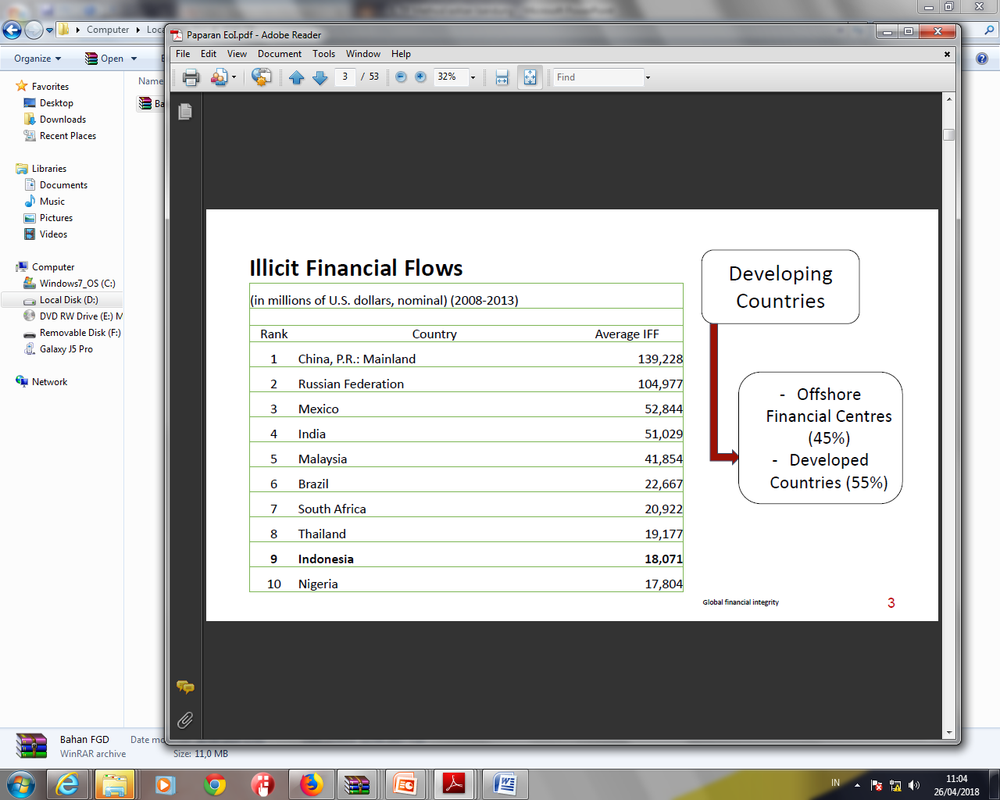 Paparan EoI.pdf - Adobe Reader
Computer
Loca
File Edit View Document Tools Window Help
Organize Open
3 / 53 32% Find
Favorites
Desktop
Downloads
Recent Places
Libraries
Documents
Music
Pictures
Videos
Computer
Windows7_OS (C:)
Local Disk (D:)
DVD RW Drive (E:) M
Removable Disk (F:)
Galaxy J5 Pro
Network
Name
Ba
Illicit Financial Flows
(in millions of U.S. dollars, nominal) (2008-2013)
Rank Country Average IFF
1 China, P.R.: Mainland 139,228
2 Russian Federation 104,977
3 Mexico 52,844
4 India 51,029
5 Malaysia 41,854
6 Brazil 22,667
7 South Africa 20,922
8 Thailand 19,177
9 Indonesia 18,071
10 Nigeria 17,804
Developing
Countries
- Offshore
Financial Centres
(45%)
- Developed
Countries (55%)
Global financial integrity
3
Bahan FGD Date mo
WinRAR archive Size: 11,0 MB
IN
11:04
26/04/2018